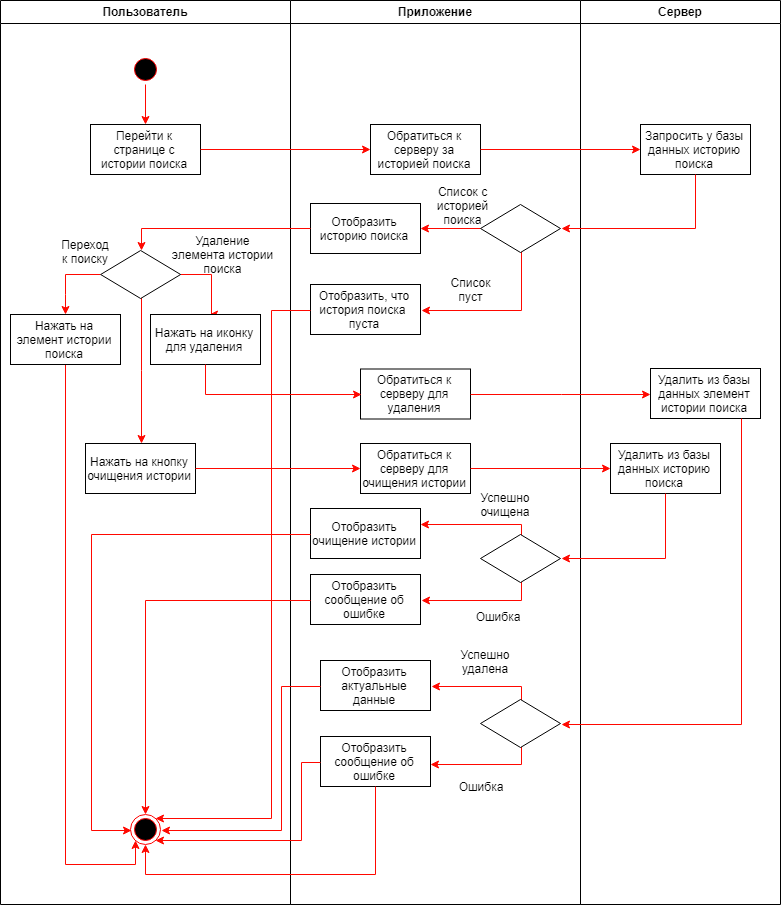 Пользователь
Приложение
Сервер
Перейти к
странице с
истории поиска
Обратиться к
серверу за
историей поиска
Запросить у базы
данных историю
поиска
Список с
историей
поиска
Отобразить
историю поиска
Переход
к поиску
Удаление
элемента истории
поиска
Список
пуст
Отобразить, что
история поиска
пуста
Нажать на
элемент истории
поиска
Нажать на иконку
для удаления
Обратиться к
серверу для
удаления
Удалить из базы
данных элемент
истории поиска
Нажать на кнопку
очищения истории
Обратиться к
серверу для
очищения истории
Удалить из базы
данных историю
поиска
Успешно
очищена
Отобразить
очищение истории
Отобразить
сообщение об
ошибке
Ошибка
Успешно
удалена
Отобразить
актуальные
данные
Отобразить
сообщение об
ошибке
Ошибка